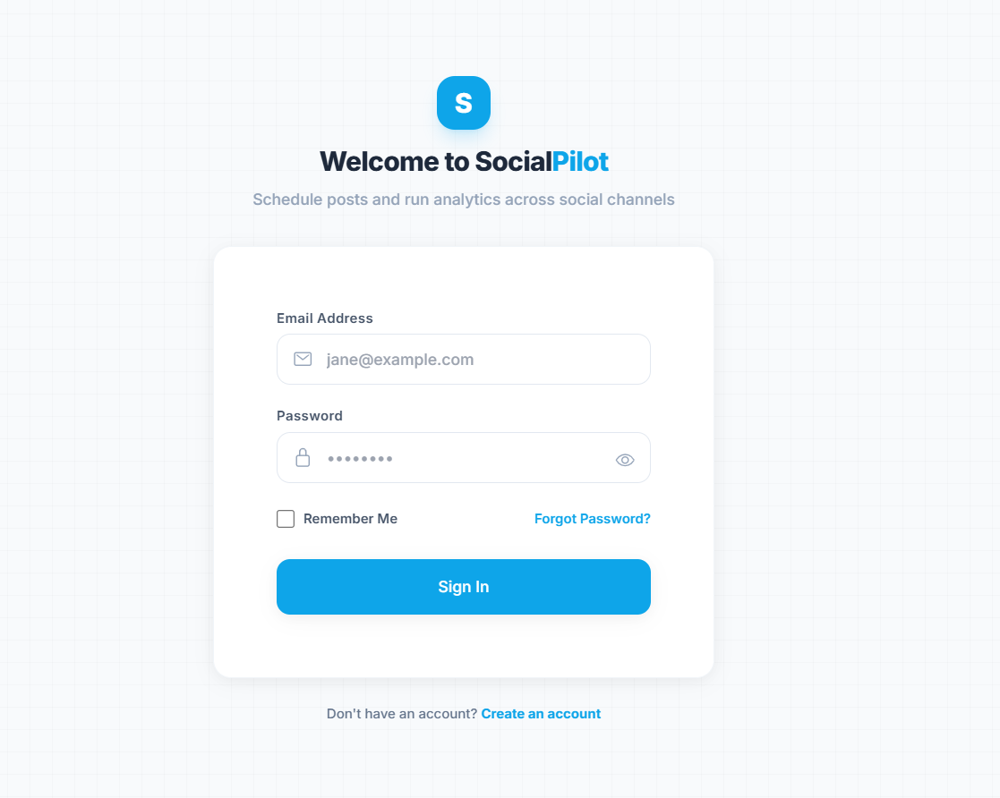 S
Welcome to SocialPilot
Schedule posts and run analytics across social channels
Email Address
jane@example.com
Password
••••••••
Remember Me
Forgot Password?
Sign In
Don't have an account? Create an account